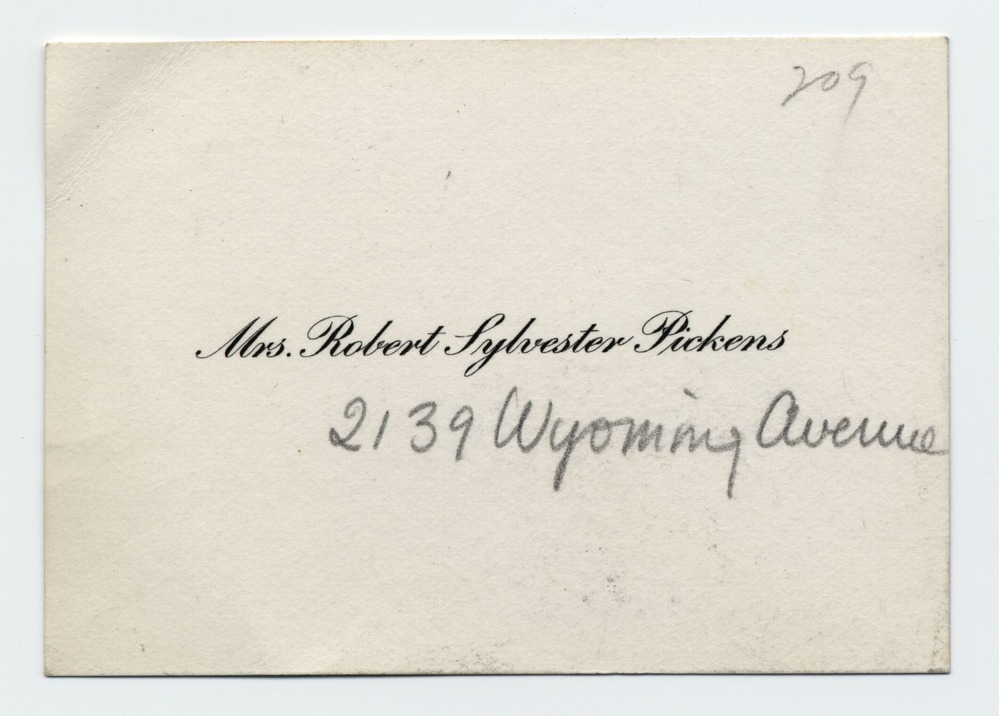 209
Mrs. Robert Sylvester Pickens
2139 Wyoming Avenue